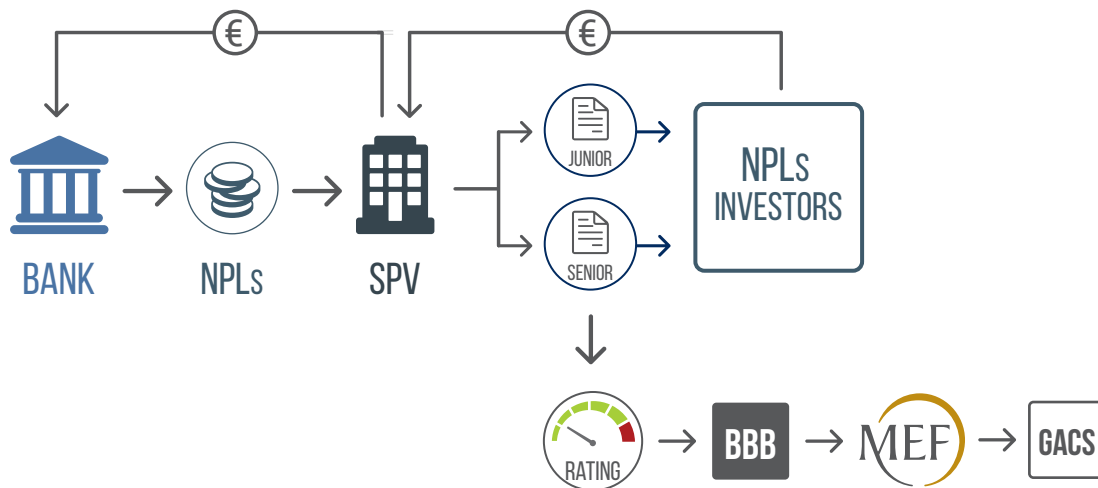 €
€
JUNIOR
NPLs
INVESTORS
SENIOR
BANK
NPLs
SPV
RATING
BBB
MEF
GACS